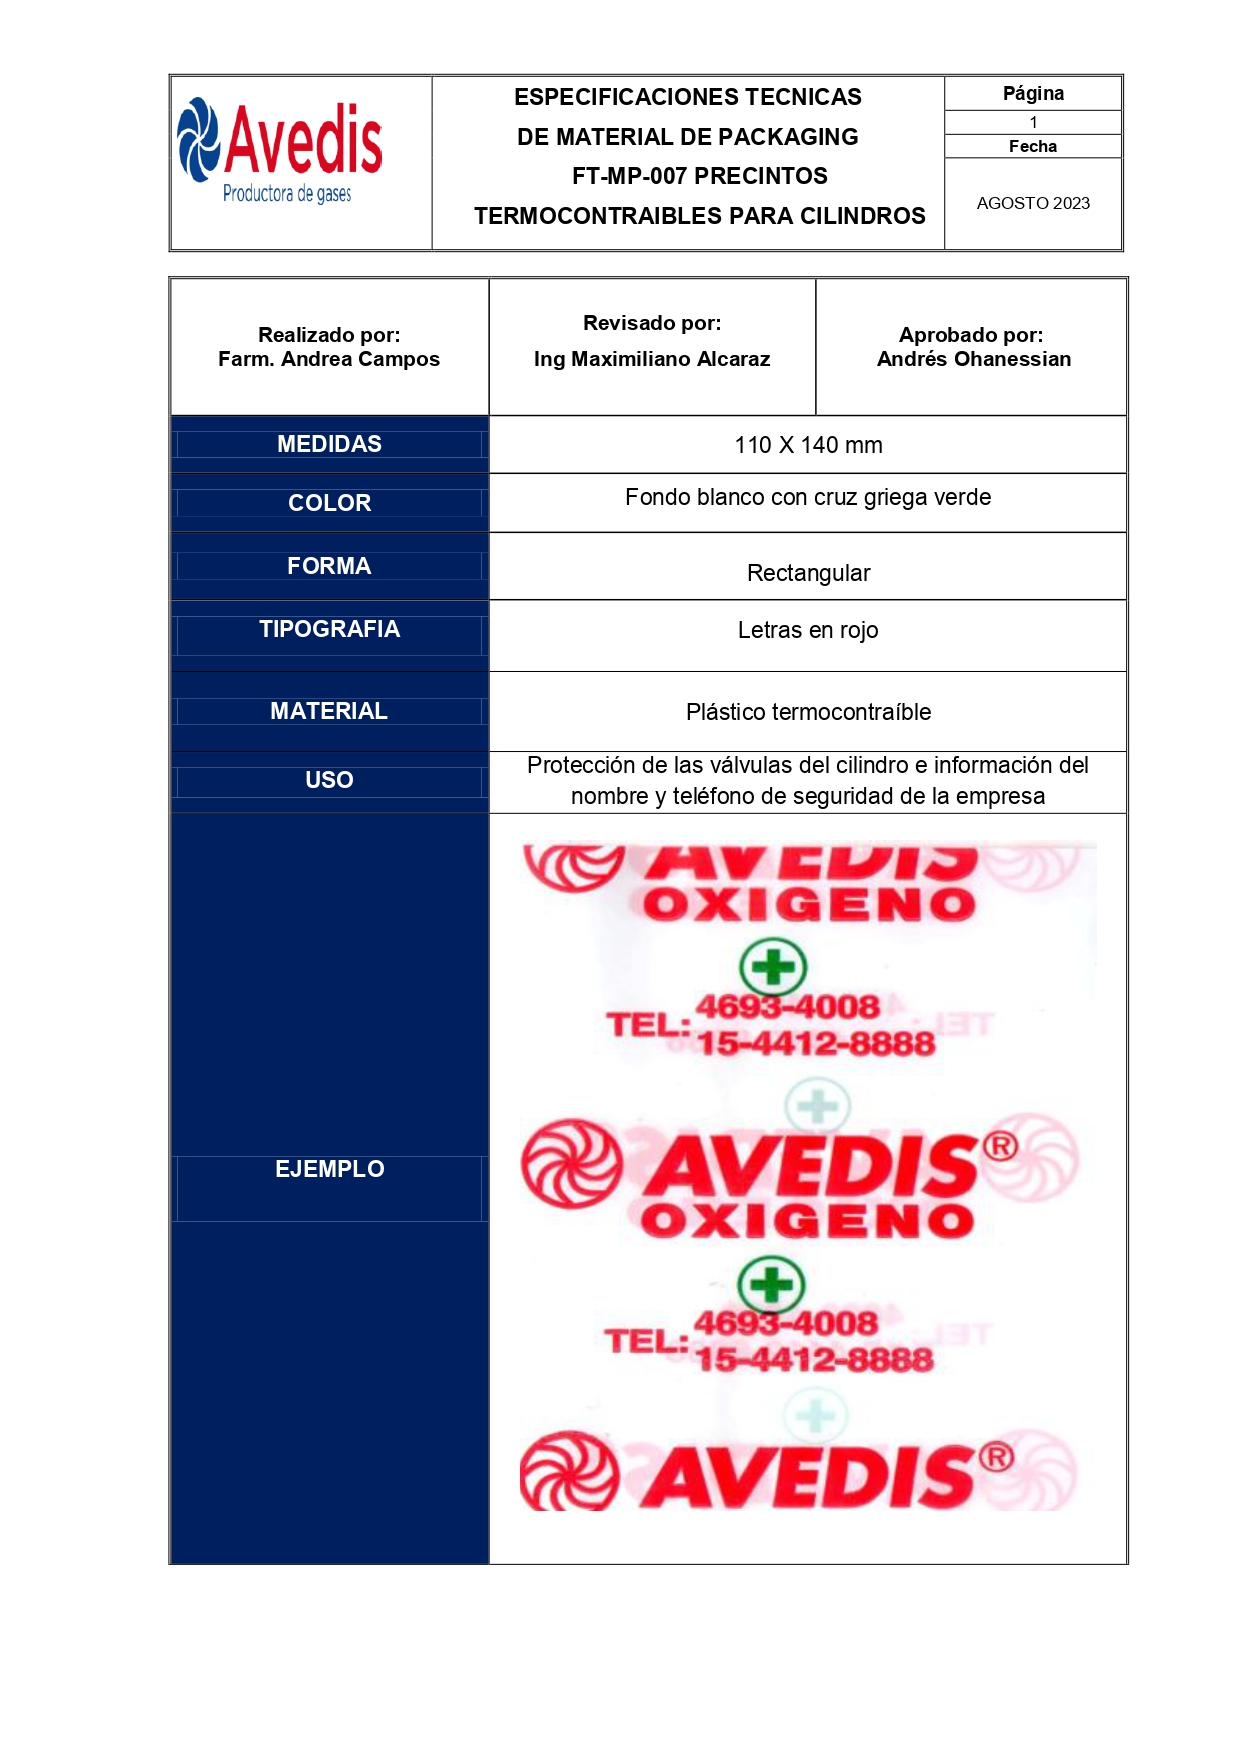 Avedis
Productora de gases
ESPECIFICACIONES TECNICAS
DE MATERIAL DE PACKAGING
FT-MP-007 PRECINTOS
TERMOCONTRAIBLES PARA CILINDROS
Página
1
Fecha
AGOSTO 2023
Realizado por:
Farm. Andrea Campos
Revisado por:
Ing Maximiliano Alcaraz
Aprobado por:
Andrés Ohanessian
MEDIDAS
110 X 140 mm
COLOR
Fondo blanco con cruz griega verde
FORMA
Rectangular
TIPOGRAFIA
Letras en rojo
MATERIAL
Plástico termocontraíble
USO
Protección de las válvulas del cilindro e información del
nombre y teléfono de seguridad de la empresa
EJEMPLO
AVEDIS
OXIGENO
4693-4008
TEL:
15-4412-8888
AVEDIS®
OXIGENO
4693-4008
TEL:
15-4412-8888
AVEDIS®